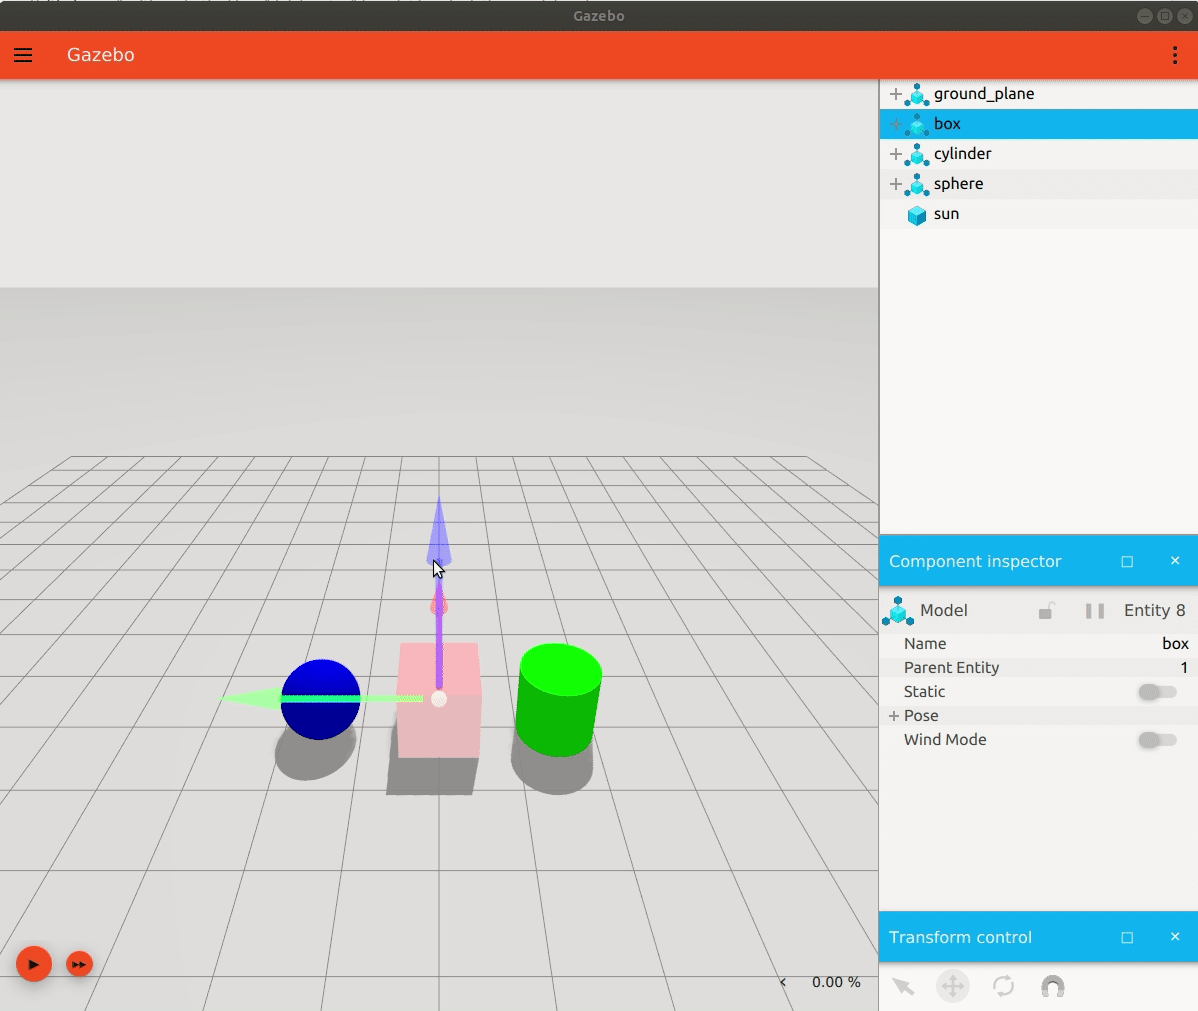 Gazebo
Gazebo
ground_plane
box
cylinder
sphere
sun
Component inspector
Model
Entity 8
Name
box
Parent Entity
1
Static
Pose
Wind Mode
Transform control
0.00 %